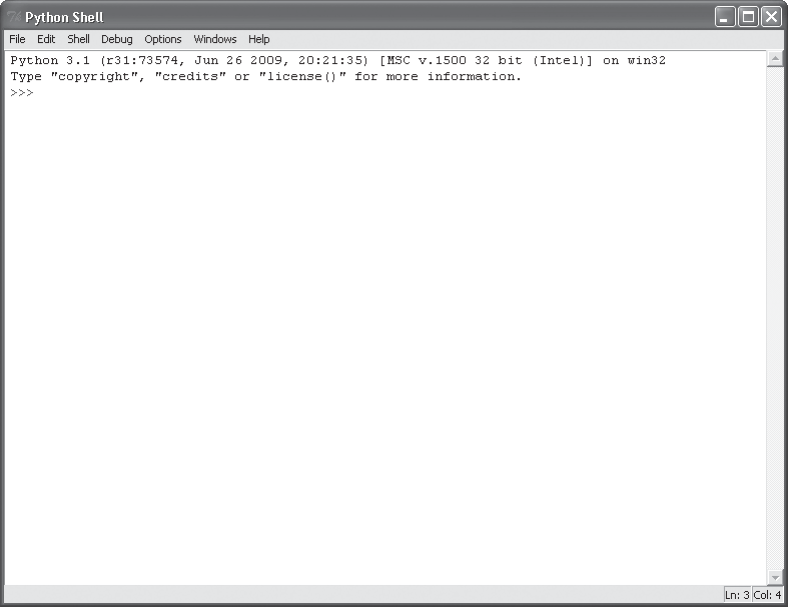 Python Shell
File Edit Shell Debug Options Windows Help
Python 3.1 (r31:73574, Jun 26 2009, 20:21:35) [MSC v.1500 32 bit (Intel)] on win32
Type "copyright", "credits" or "license()" for more information.
>>>
Ln: 3 Col: 4